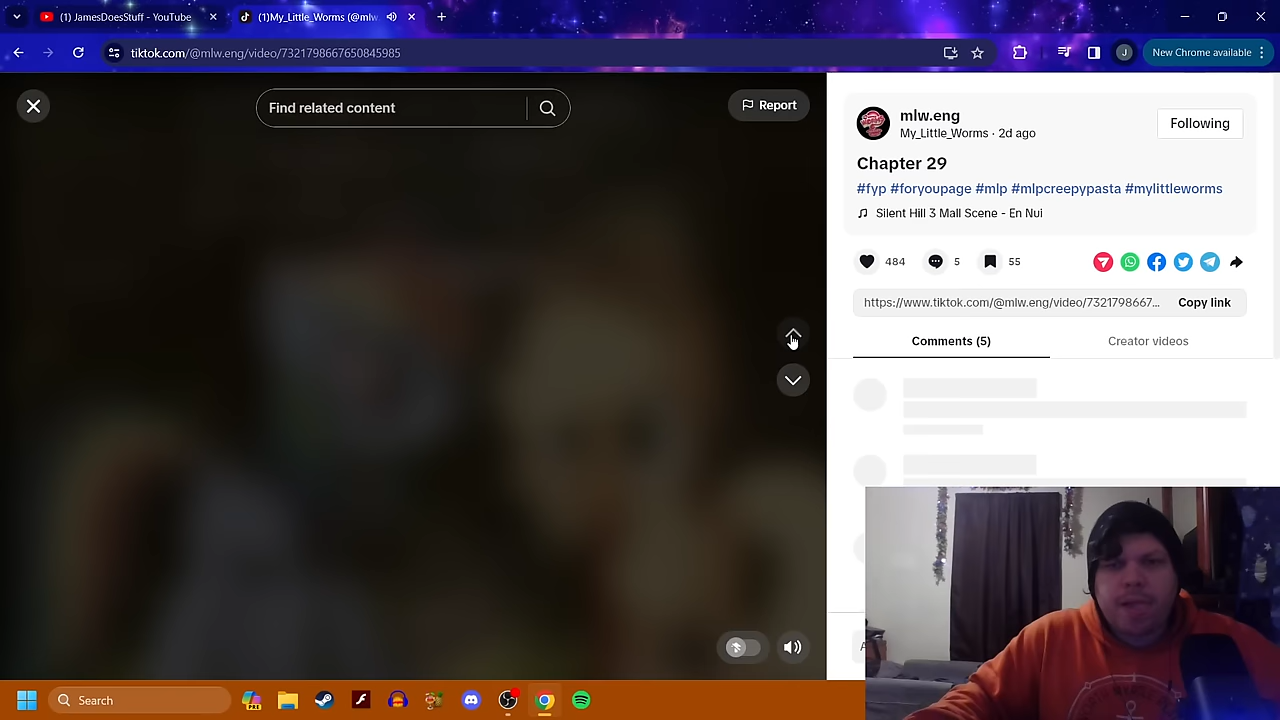 (1) JamesDoesStuff - YouTube
(1)My_Little_Worms (@mlw
tiktok.com/@mlw.eng/video/7321798667650845985
New Chrome available
Find related content
Report
mlw.eng
My_Little_Worms · 2d ago
Following
Chapter 29
#fyp #foryoupage #mlp #mlpcreepypasta #mylittleworms
Silent Hill 3 Mall Scene - En Nui
484
5
55
https://www.tiktok.com/@mlw.eng/video/7321798667...
Copy link
Comments (5)
Creator videos
Search
PRE
J